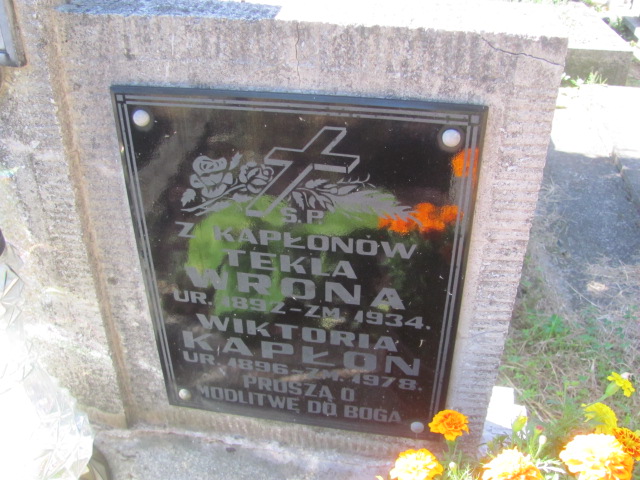 Ś.P.
Z KAPŁONÓW
TEKLA
WRONA
UR. 1892-ZM. 1934.
WIKTORIA
KAPŁON
UR. 1896-ZM. 1978.
PROSZĄ O
MODLITWĘ DO BOGA